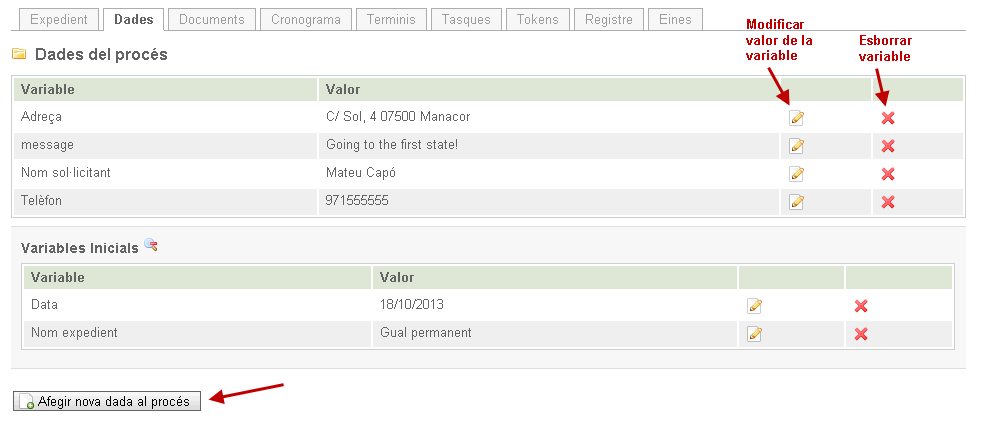 Expedient Dades Documents Cronograma Terminis Tasques Tokens Registre Eines
Modificar
valor de la
variable
Esborrar
variable
Dades del procés
Variable Valor
Adreça C/ Sol, 4 07500 Manacor
message Going to the first state!
Nom sol·licitant Mateu Capó
Telèfon 971555555
Variables Inicials
Variable Valor
Data 18/10/2013
Nom expedient Gual permanent
Afegir nova dada al procés